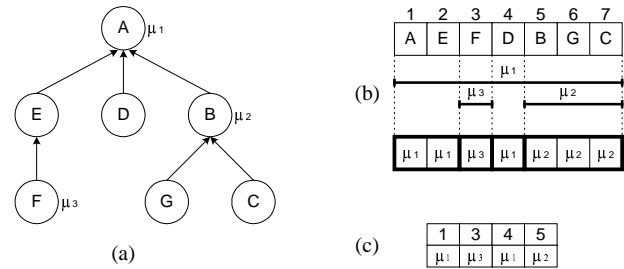 A μ1
E D B μ2
F μ3 G C
(a)
1 2 3 4 5 6 7
A E F D B G C
μ1
(b) μ3 μ2
μ1 μ1 μ3 μ1 μ2 μ2 μ2
(c) 1 3 4 5
μ1 μ3 μ1 μ2